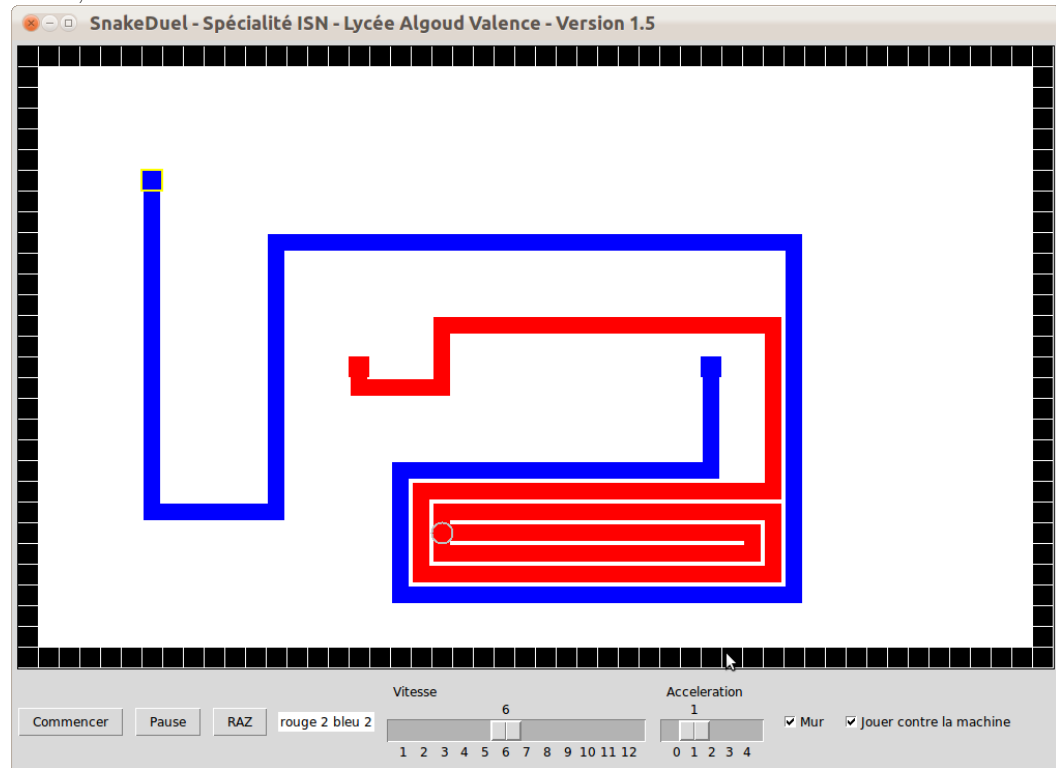 SnakeDuel - Spécialité ISN - Lycée Algoud Valence - Version 1.5
Vitesse
Acceleration
6
1
Commencer
Pause
RAZ
rouge 2 bleu 2
Mur
Jouer contre la machine
1 2 3 4 5 6 7 8 9 10 11 12
0 1 2 3 4